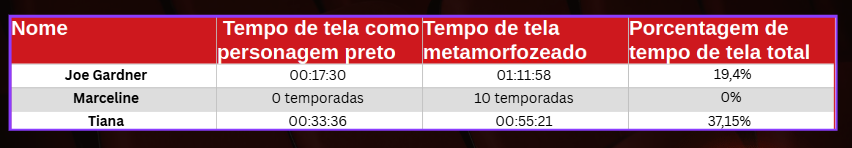 Nome Tempo de tela como personagem preto Tempo de tela metamorfozeado Porcentagem de tempo de tela total
Joe Gardner 00:17:30 01:11:58 19,4%
Marceline 0 temporadas 10 temporadas 0%
Tiana 00:33:36 00:55:21 37,15%